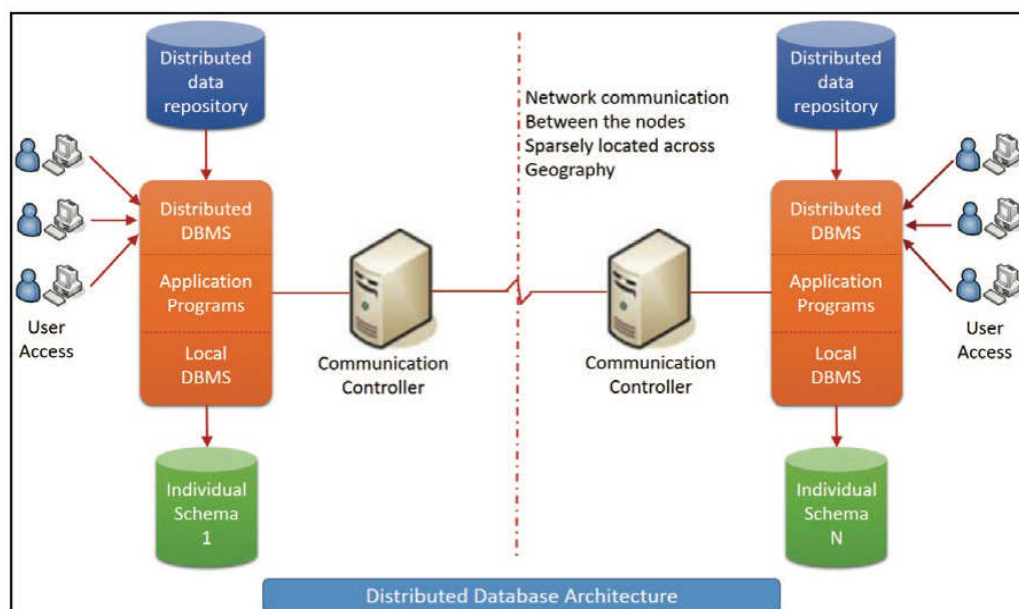 Distributed
data
repository
User
Access
Distributed
DBMS
Application
Programs
Local
DBMS
Individual
Schema
1
Communication
Controller
Network communication
Between the nodes
Sparsely located across
Geography
Communication
Controller
Distributed
data
repository
Distributed
DBMS
Application
Programs
Local
DBMS
Individual
Schema
N
User
Access
Distributed Database Architecture